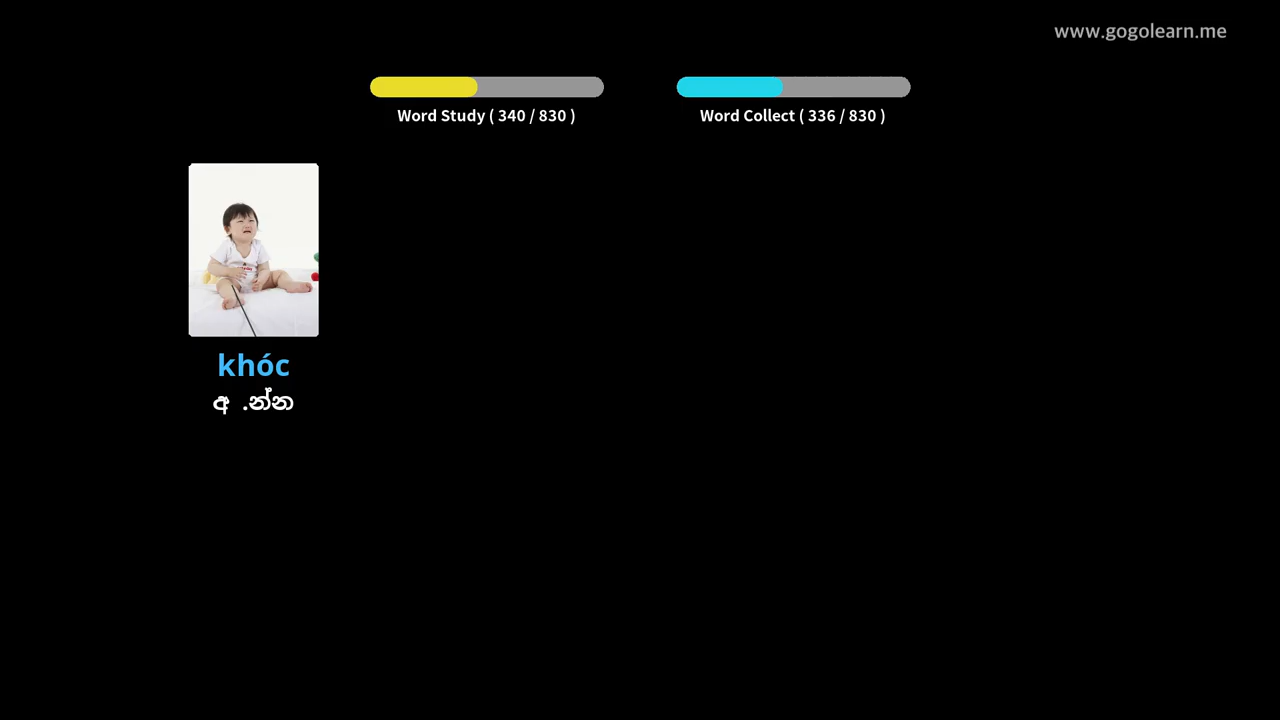 www.gogolearn.me
Word Study ( 340 / 830 )
Word Collect ( 336 / 830 )
khóc
අ .න්න